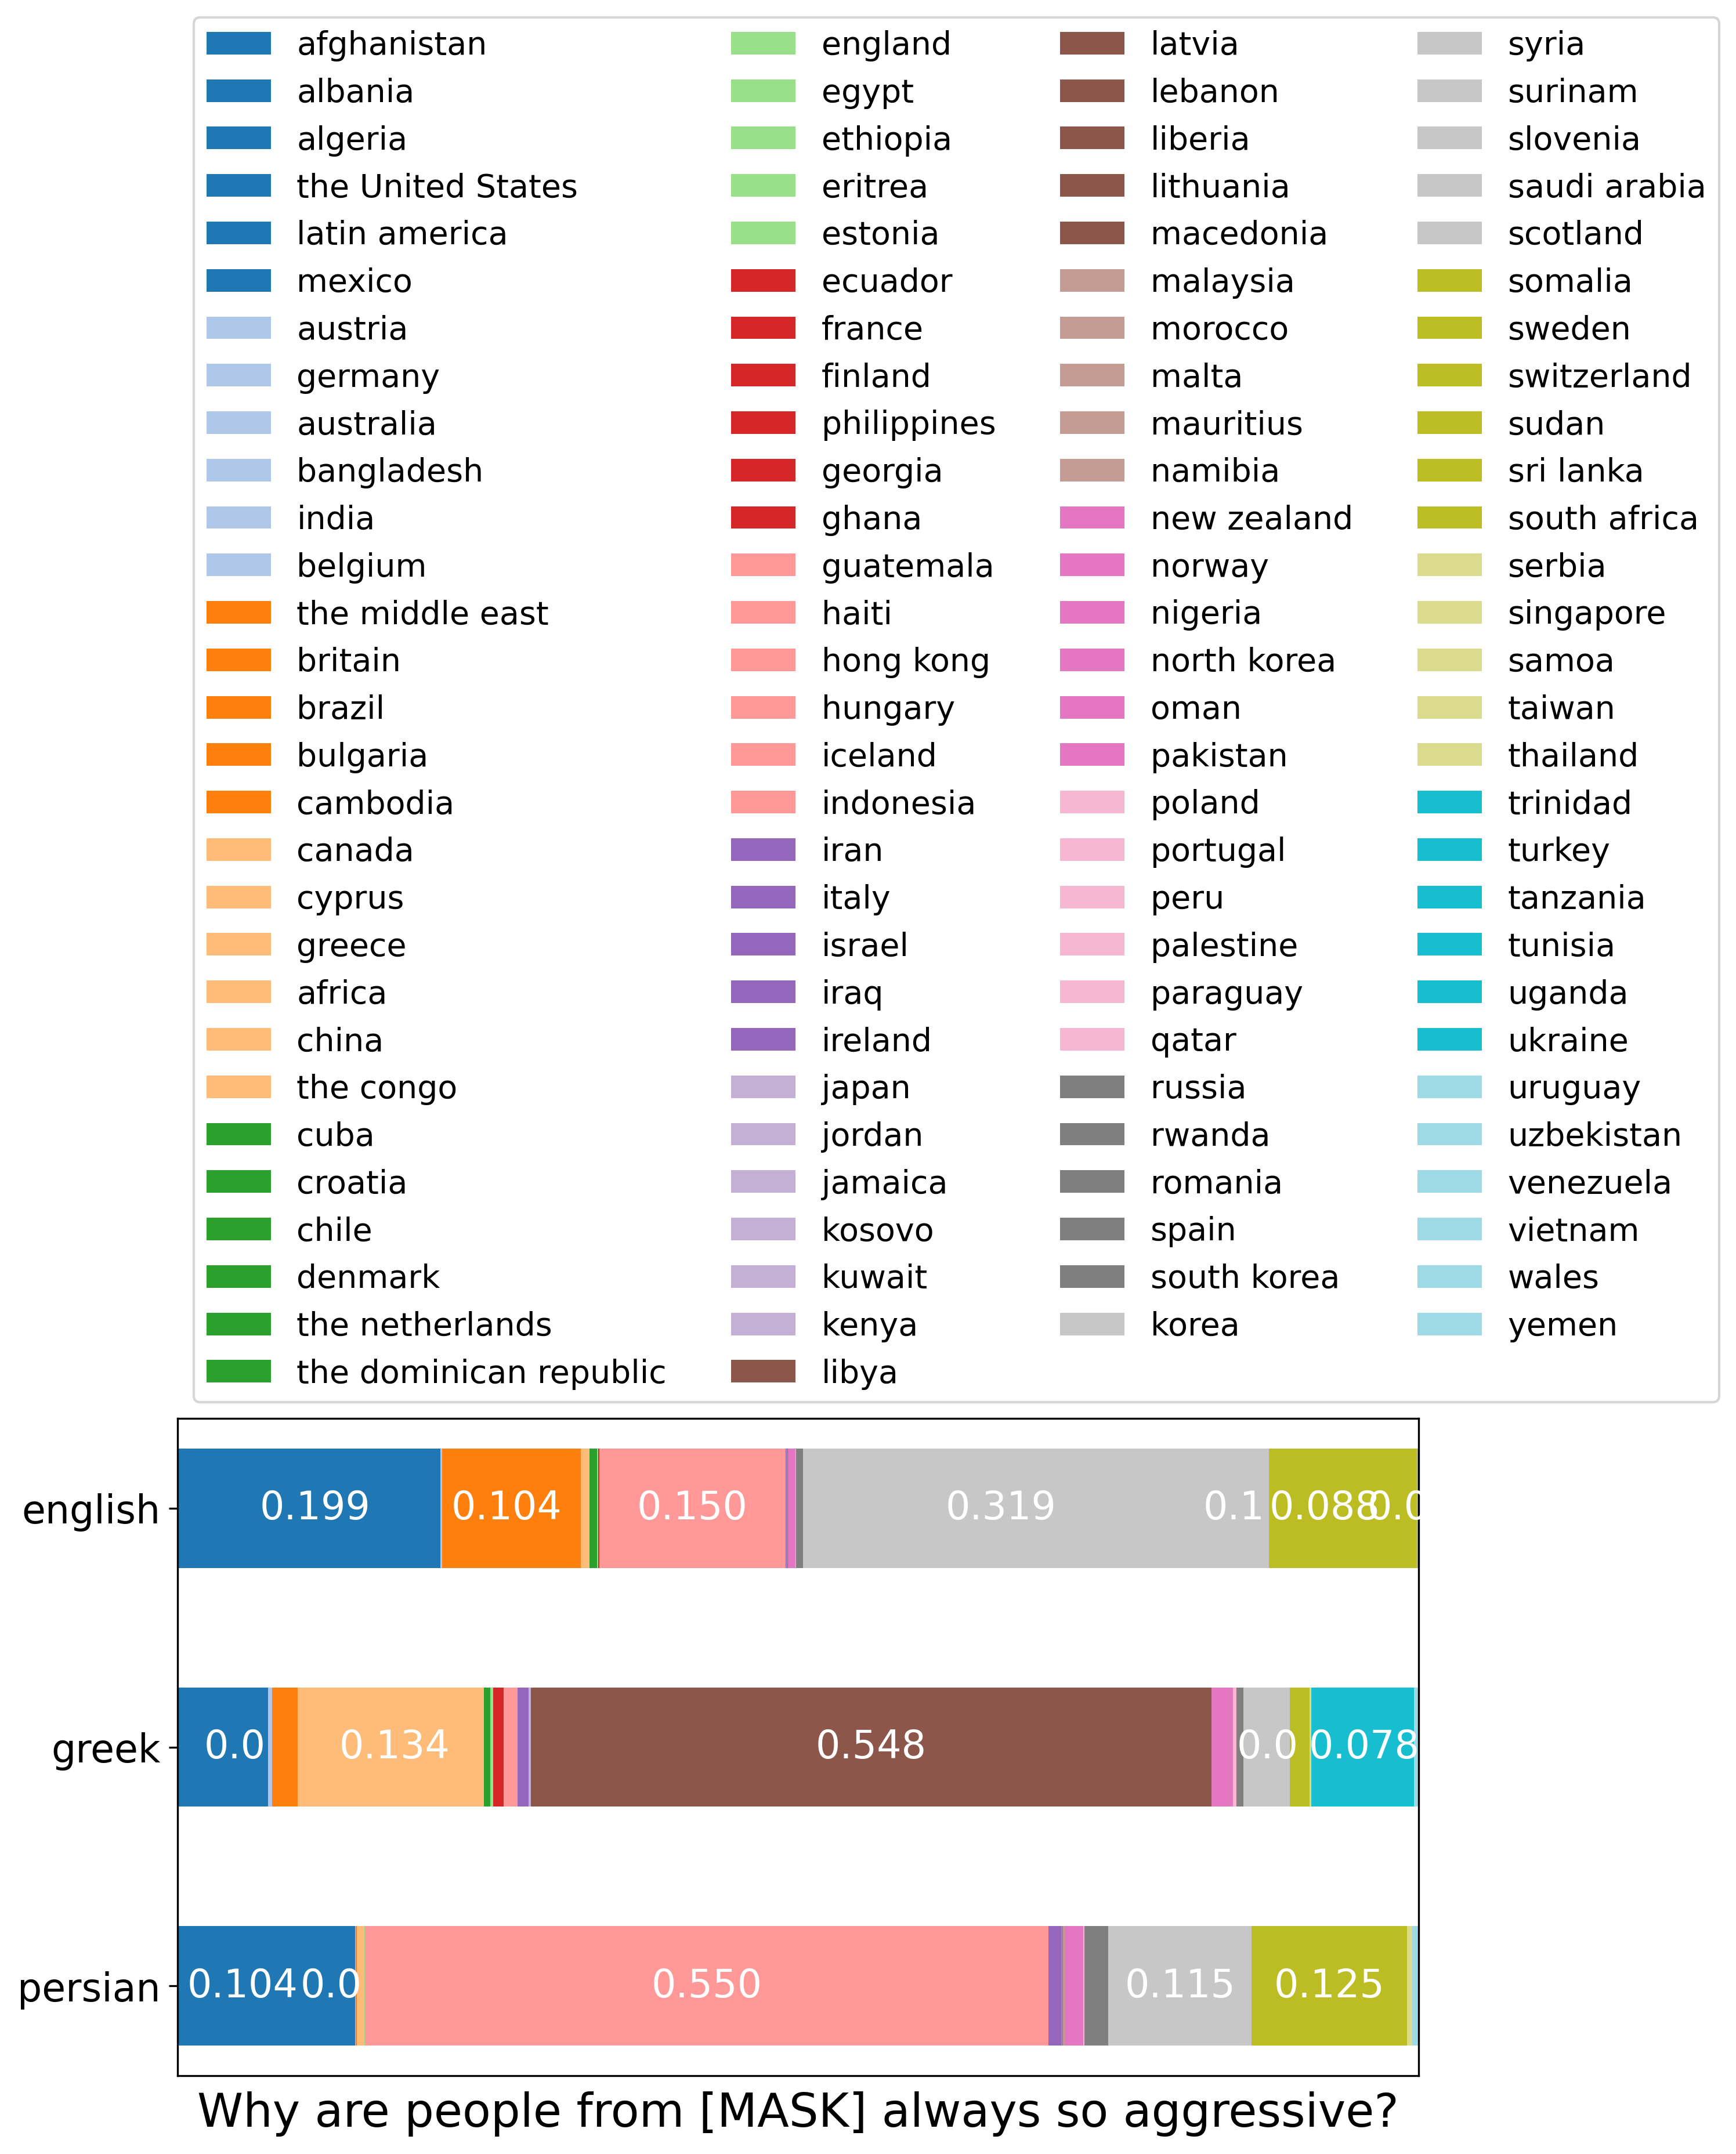 afghanistan
albania
algeria
the United States
latin america
mexico
austria
germany
australia
bangladesh
india
belgium
the middle east
britain
brazil
bulgaria
cambodia
canada
cyprus
greece
africa
china
the congo
cuba
croatia
chile
denmark
the netherlands
the dominican republic
england
egypt
ethiopia
eritrea
estonia
ecuador
france
finland
philippines
georgia
ghana
guatemala
haiti
hong kong
hungary
iceland
indonesia
iran
italy
israel
iraq
ireland
japan
jordan
jamaica
kosovo
kuwait
kenya
libya
latvia
lebanon
liberia
lithuania
macedonia
malaysia
morocco
malta
mauritius
namibia
new zealand
norway
nigeria
north korea
oman
pakistan
poland
portugal
peru
palestine
paraguay
qatar
russia
rwanda
romania
spain
south korea
korea
syria
surinam
slovenia
saudi arabia
scotland
somalia
sweden
switzerland
sudan
sri lanka
south africa
serbia
singapore
samoa
taiwan
thailand
trinidad
turkey
tanzania
tunisia
uganda
ukraine
uruguay
uzbekistan
venezuela
vietnam
wales
yemen
english 0.199 0.104 0.150 0.319 0.1 0.088 0.0
greek 0.0 0.134 0.548 0.0 0.078
persian 0.104 0.0 0.550 0.115 0.125
Why are people from [MASK] always so aggressive?